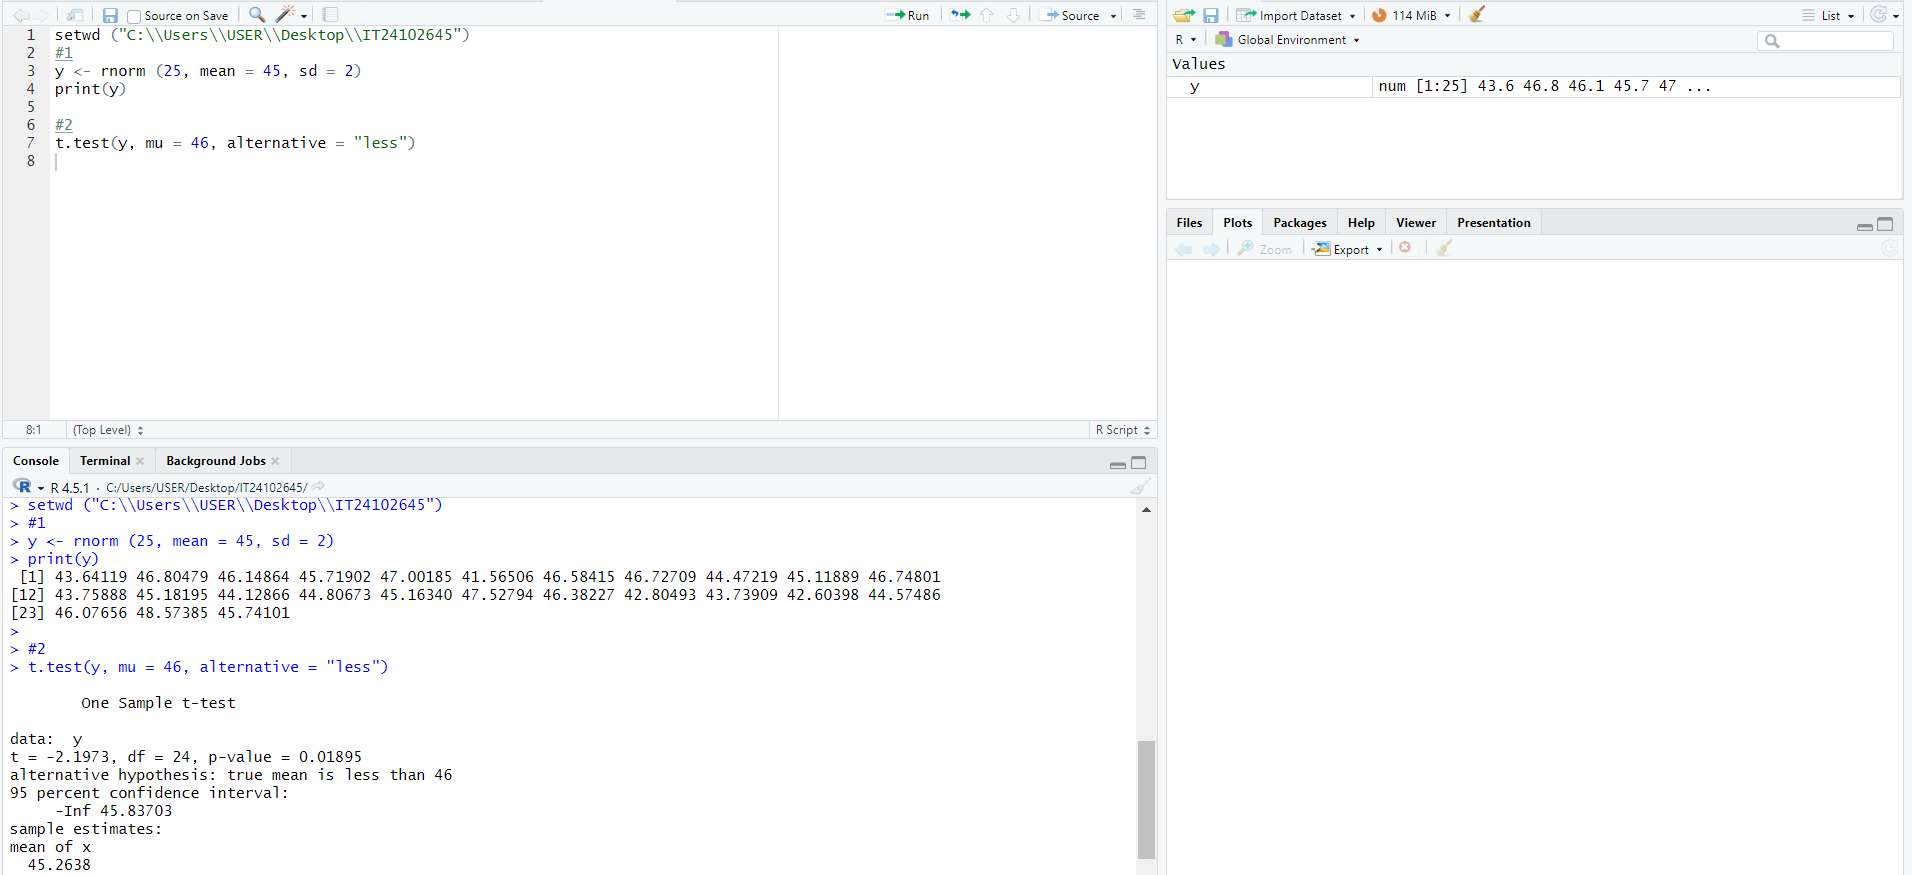 Source on Save
Run
Source
1 setwd ("C:\\Users\\USER\\Desktop\\IT24102645")
2 #1
3 y <- rnorm (25, mean = 45, sd = 2)
4 print(y)
5
6 #2
7 t.test(y, mu = 46, alternative = "less")
8
8:1 (Top Level) R Script
Console Terminal Background Jobs
R 4.5.1 · C:/Users/USER/Desktop/IT24102645/
> setwd ("C:\\Users\\USER\\Desktop\\IT24102645")
> #1
> y <- rnorm (25, mean = 45, sd = 2)
> print(y)
[1] 43.64119 46.80479 46.14864 45.71902 47.00185 41.56506 46.58415 46.72709 44.47219 45.11889 46.74801
[12] 43.75888 45.18195 44.12866 44.80673 45.16340 47.52794 46.38227 42.80493 43.73909 42.60398 44.57486
[23] 46.07656 48.57385 45.74101
>
> #2
> t.test(y, mu = 46, alternative = "less")
One Sample t-test
data:  y
t = -2.1973, df = 24, p-value = 0.01895
alternative hypothesis: true mean is less than 46
95 percent confidence interval:
-Inf 45.83703
sample estimates:
mean of x
45.2638
Import Dataset 114 MiB List
R Global Environment
Values
y num [1:25] 43.6 46.8 46.1 45.7 47 ...
Files Plots Packages Help Viewer Presentation
Zoom Export